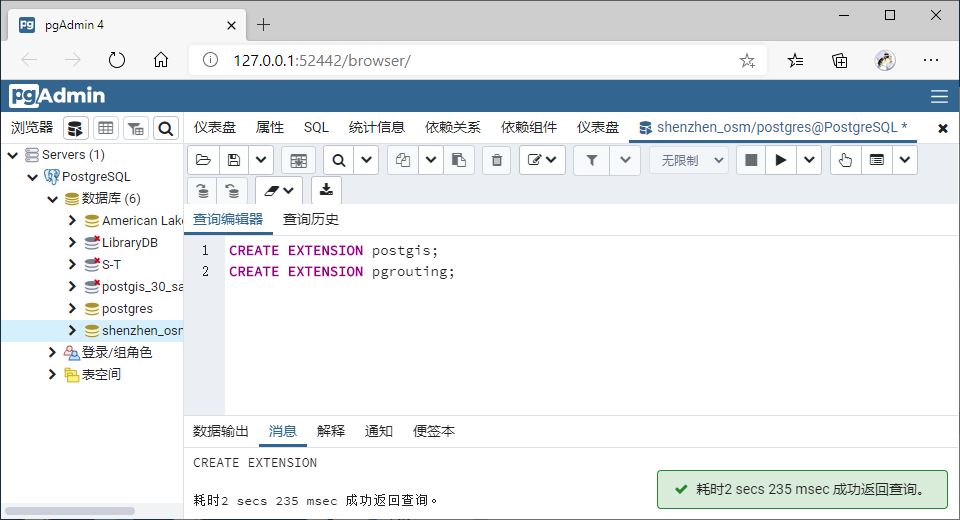 pgAdmin 4
127.0.0.1:52442/browser/
pgAdmin
浏览器
仪表盘 属性 SQL 统计信息 依赖关系 依赖组件 仪表盘 shenzhen_osm/postgres@PostgreSQL *
Servers (1)
PostgreSQL
数据库 (6)
American Lake
LibraryDB
S-T
postgis_30_sa
postgres
shenzhen_osm
登录/组角色
表空间
无限制
查询编辑器 查询历史
1 CREATE EXTENSION postgis;
2 CREATE EXTENSION pgrouting;
数据输出 消息 解释 通知 便签本
CREATE EXTENSION
耗时2 secs 235 msec 成功返回查询。
耗时2 secs 235 msec 成功返回查询。